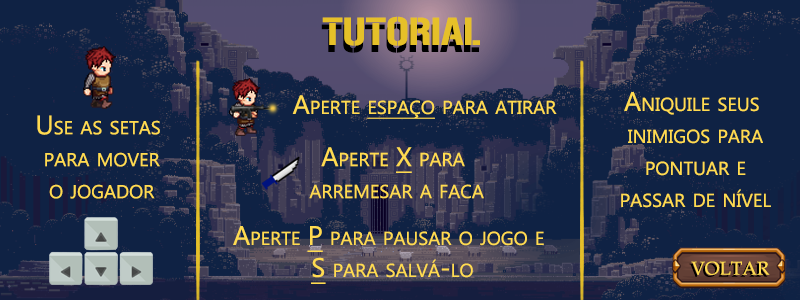 TUTORIAL
USE AS SETAS
PARA MOVER
O JOGADOR
APERTE ESPAÇO PARA ATIRAR
APERTE X PARA
ARREMESAR A FACA
APERTE P PARA PAUSAR O JOGO E
S PARA SALVÁ-LO
ANIQUILE SEUS
INIMIGOS PARA
PONTUAR E
PASSAR DE NÍVEL
VOLTAR